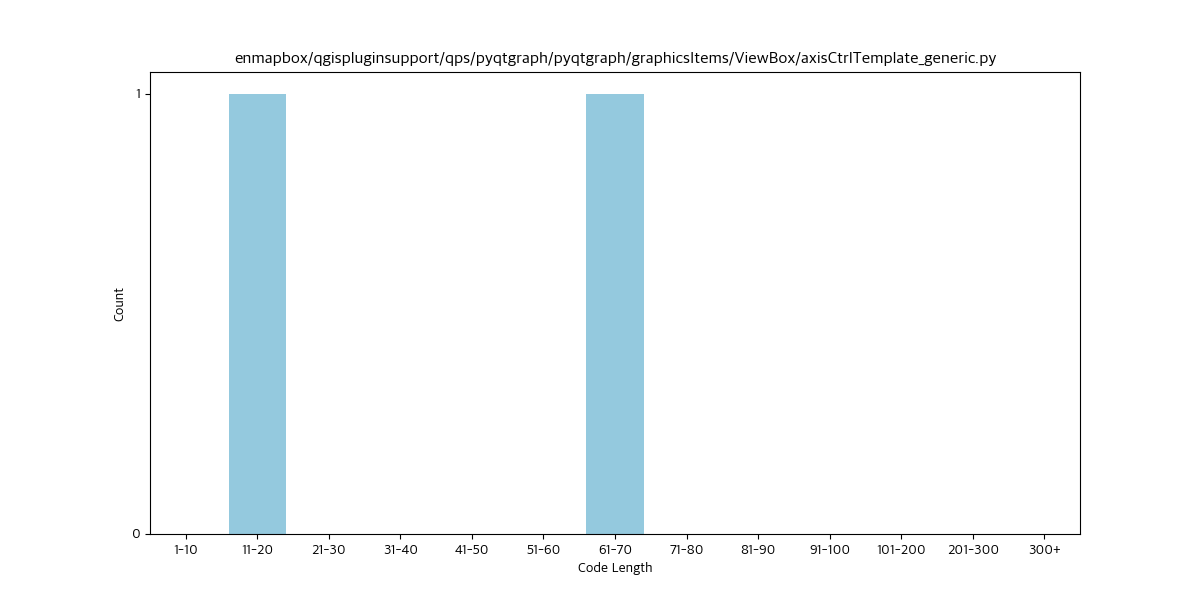 enmapbox/qgispluginsupport/qps/pyqtgraph/pyqtgraph/graphicsItems/ViewBox/axisCtrlTemplate_generic.py
1
Count
0
1-10 11-20 21-30 31-40 41-50 51-60 61-70 71-80 81-90 91-100 101-200 201-300 300+
Code Length